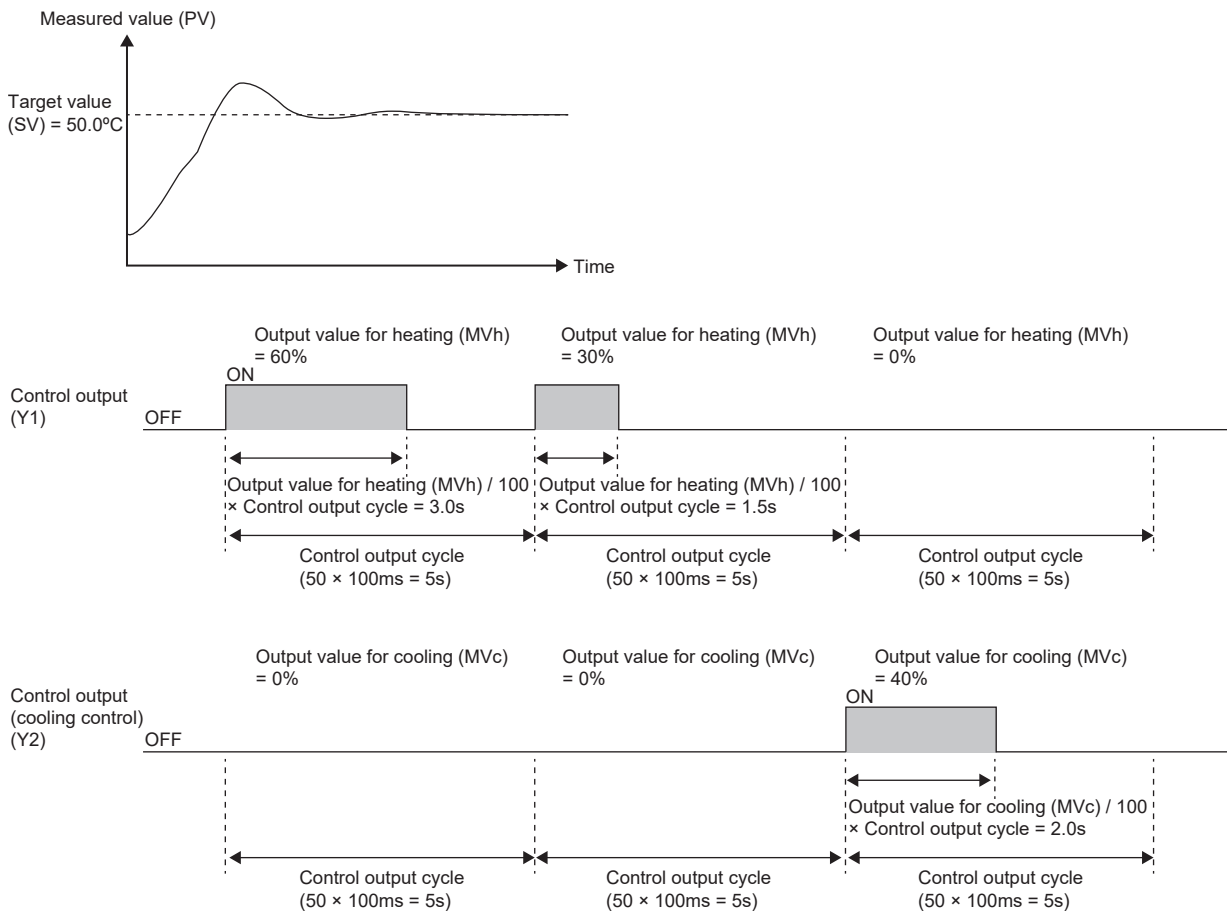 Measured value (PV)
Target value
(SV) = 50.0ºC
Time
Output value for heating (MVh)
= 60%
Output value for heating (MVh)
= 30%
Output value for heating (MVh)
= 0%
ON
Control output
(Y1)
OFF
Output value for heating (MVh) / 100
× Control output cycle = 3.0s
Output value for heating (MVh) / 100
× Control output cycle = 1.5s
Control output cycle
(50 × 100ms = 5s)
Control output cycle
(50 × 100ms = 5s)
Control output cycle
(50 × 100ms = 5s)
Output value for cooling (MVc)
= 0%
Output value for cooling (MVc)
= 0%
Output value for cooling (MVc)
= 40%
ON
Control output
(cooling control)
(Y2)
OFF
Output value for cooling (MVc) / 100
× Control output cycle = 2.0s
Control output cycle
(50 × 100ms = 5s)
Control output cycle
(50 × 100ms = 5s)
Control output cycle
(50 × 100ms = 5s)